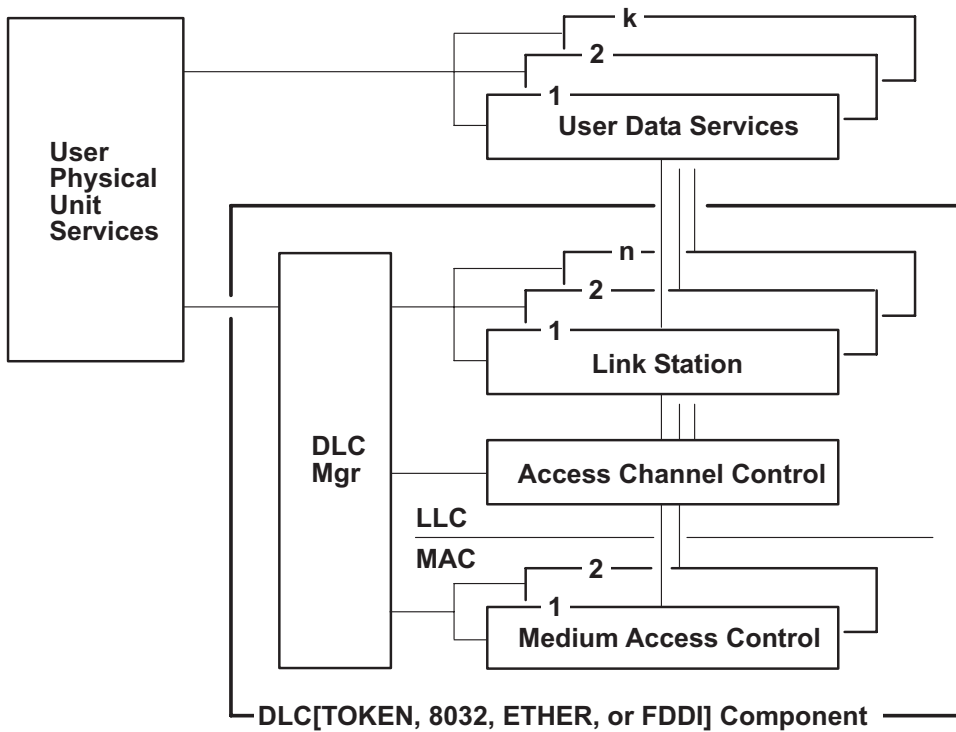 k
2
1
User Data Services
User
Physical
Unit
Services
n
2
1
Link Station
DLC
Mgr
Access Channel Control
LLC
MAC
2
1
Medium Access Control
DLC[TOKEN, 8032, ETHER, or FDDI] Component